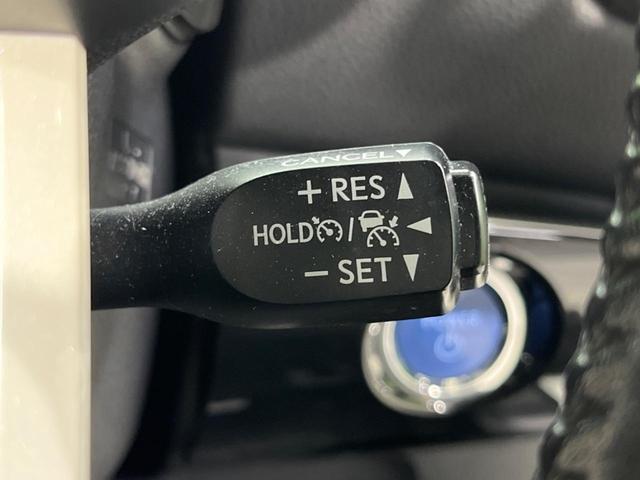 CANCEL▼
+ RES ▲
HOLD / ◀
− SET ▼